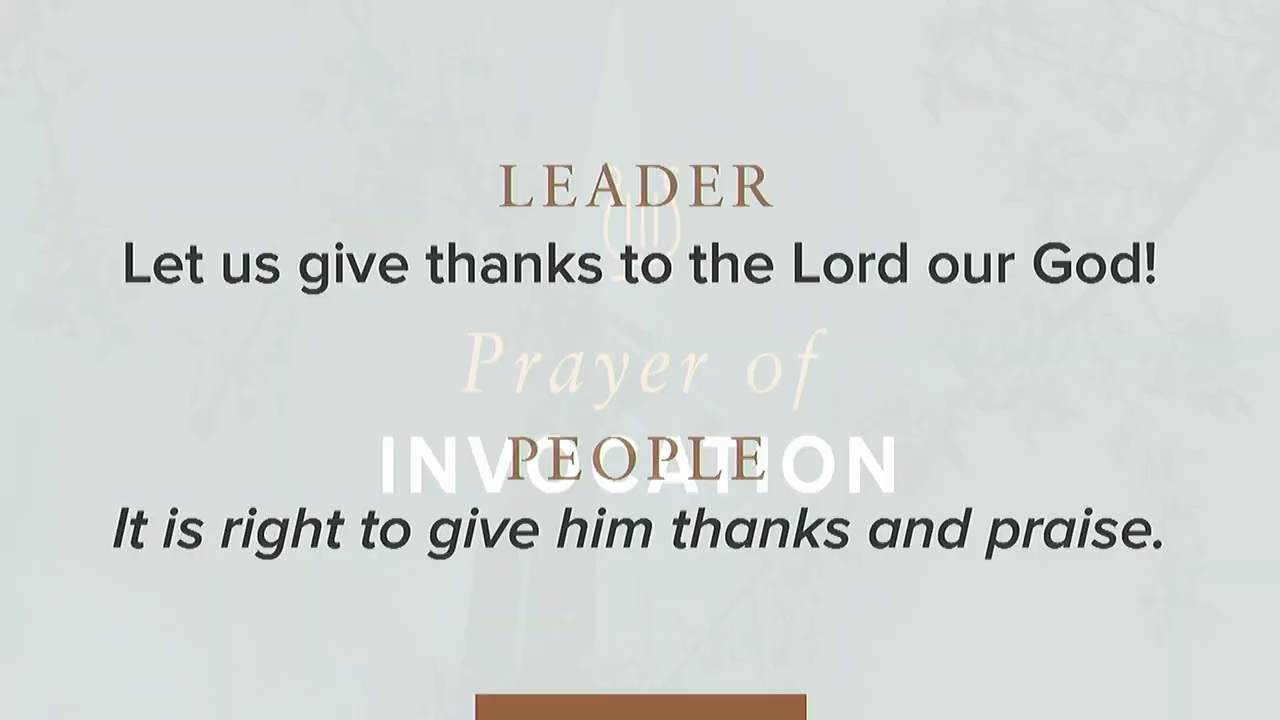 LEADER
Let us give thanks to the Lord our God!
Prayer of
INVOCATION
PEOPLE
It is right to give him thanks and praise.